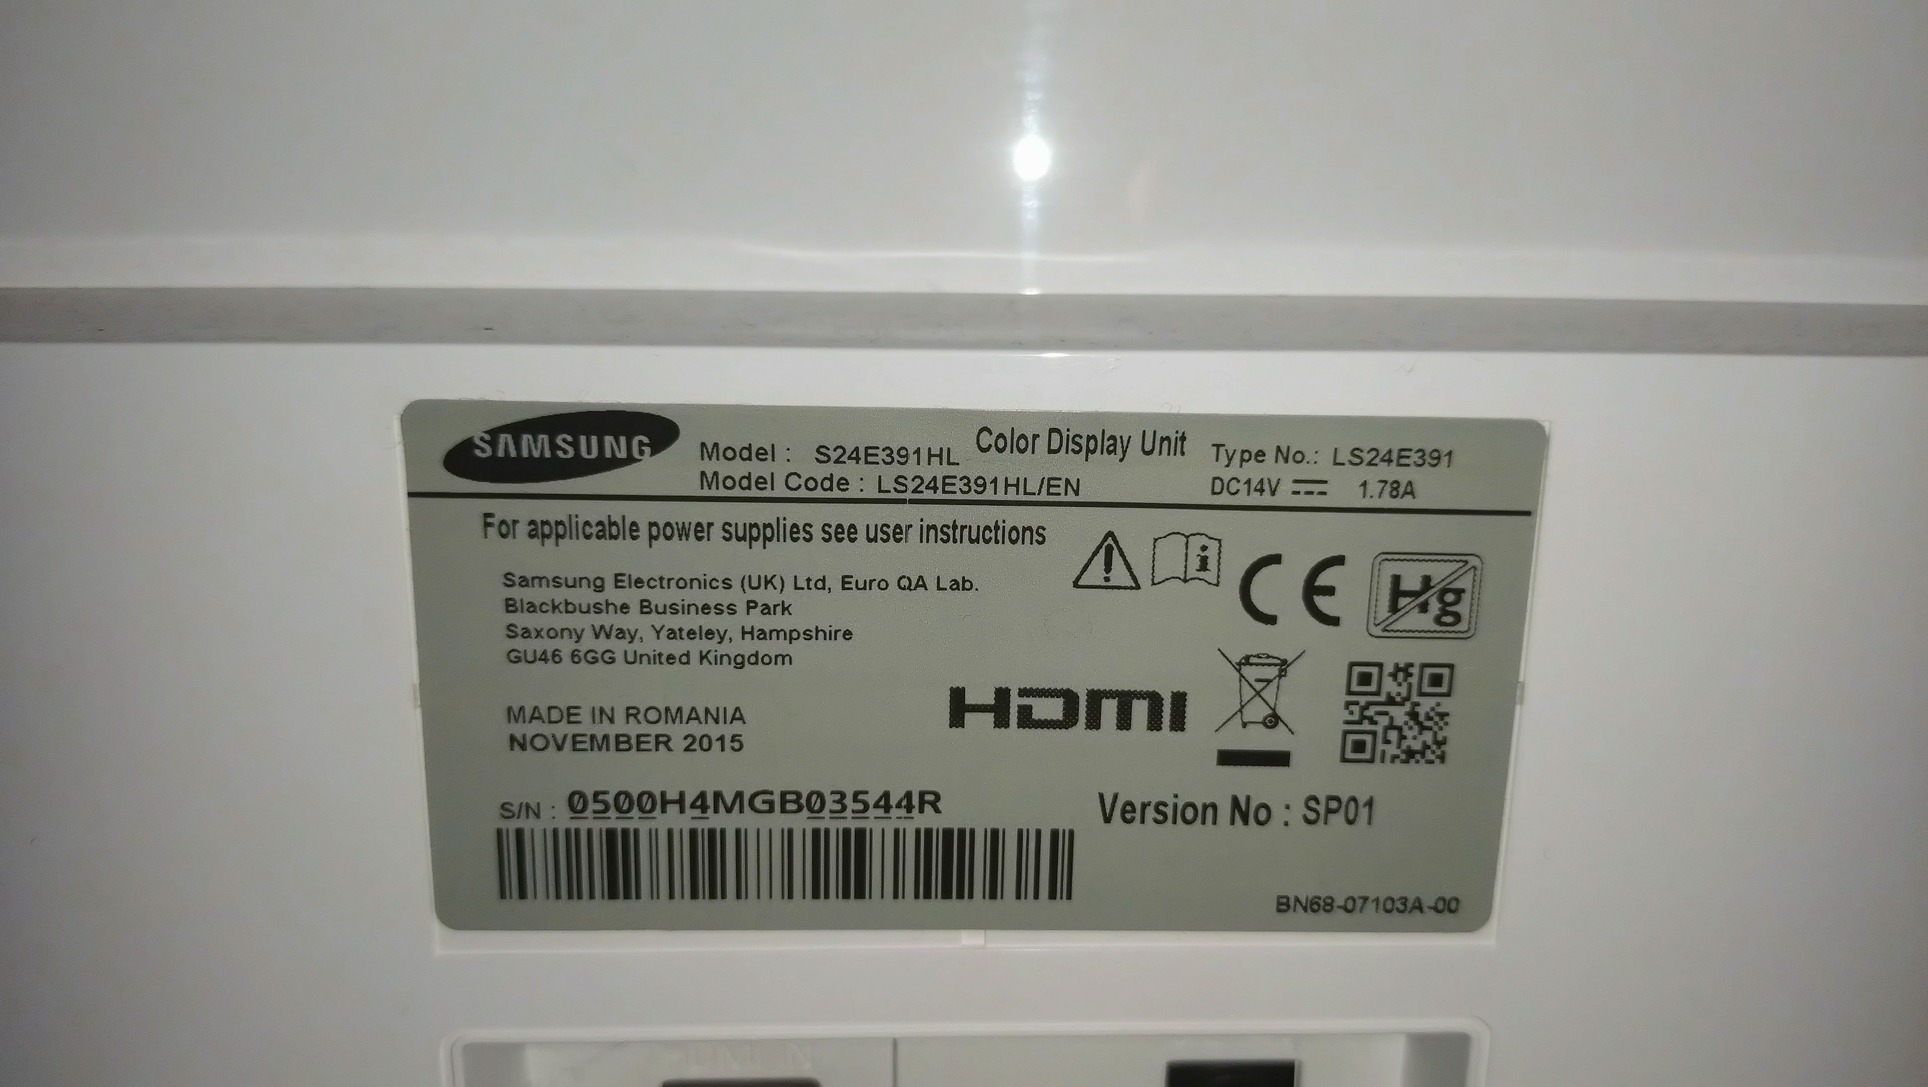 SAMSUNG
Model : S24E391HL
Color Display Unit
Type No.: LS24E391
Model Code : LS24E391HL/EN
DC14V 1.78A
For applicable power supplies see user instructions
Samsung Electronics (UK) Ltd, Euro QA Lab.
Blackbushe Business Park
Saxony Way, Yateley, Hampshire
GU46 6GG United Kingdom
CE
Hg
HDMI
MADE IN ROMANIA
NOVEMBER 2015
S/N : 0500H4MGB03544R
Version No : SP01
BN68-07103A-00